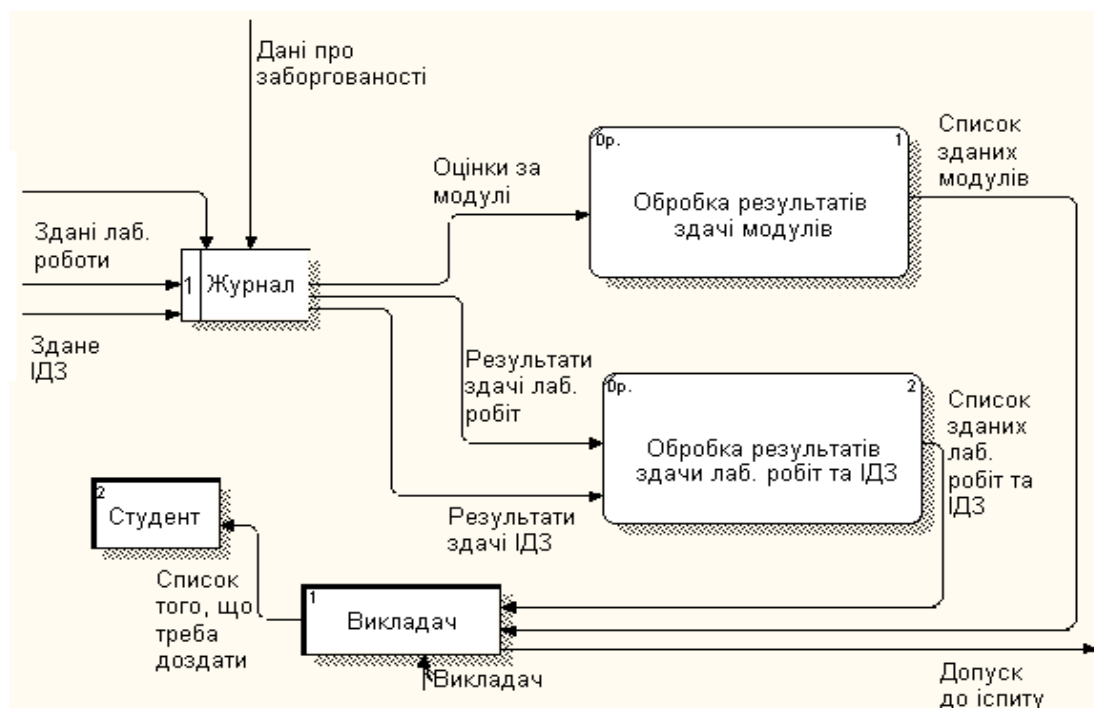 Дані про
заборгованості
Оцінки за
модулі
0р.
1
Обробка результатів
здачі модулів
Список
зданих
модулів
Здані лаб.
роботи
1
Журнал
Здане
ІДЗ
Результати
здачі лаб.
робіт
0р.
2
Обробка результатів
здачи лаб. робіт та ІДЗ
Список
зданих
лаб.
робіт та
ІДЗ
Результати
здачі ІДЗ
2
Студент
Список
того, що
треба
доздати
1
Викладач
Викладач
Допуск
до іспиту